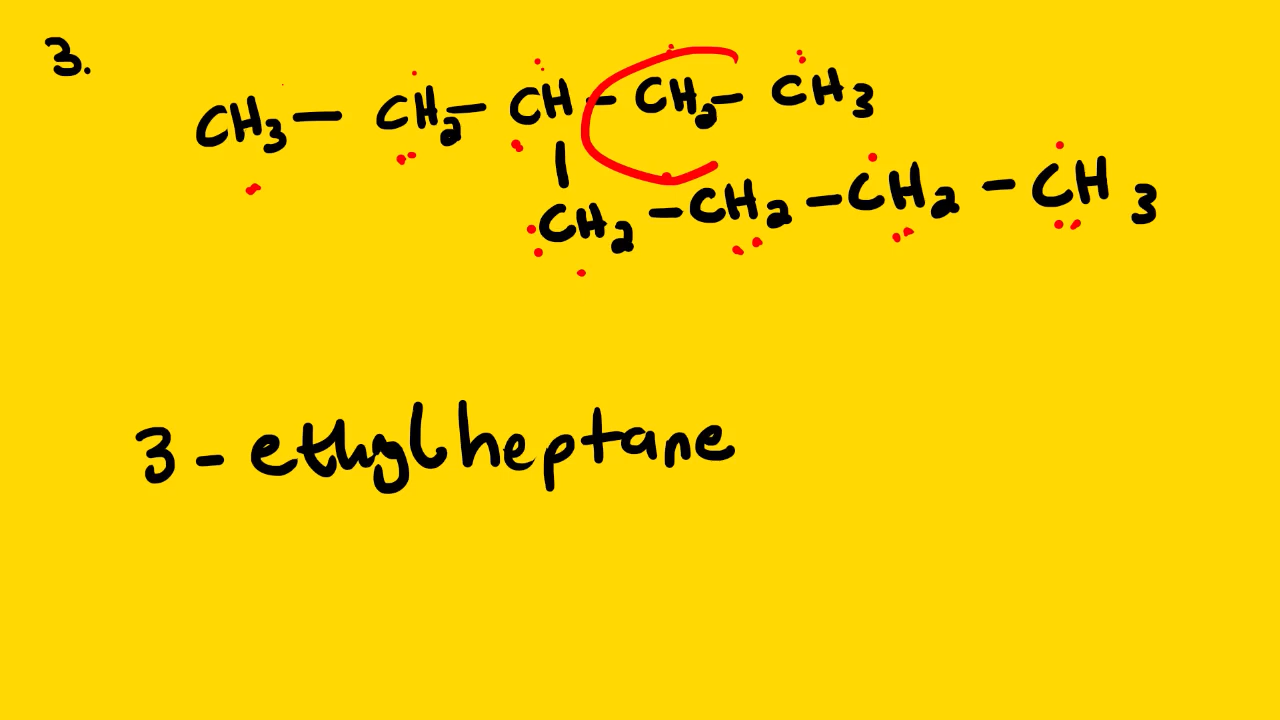 3.
CH₃ — CH₂ — CH — CH₂ — CH₃
|
CH₂ — CH₂ — CH₂ — CH₃
3 - ethylheptane